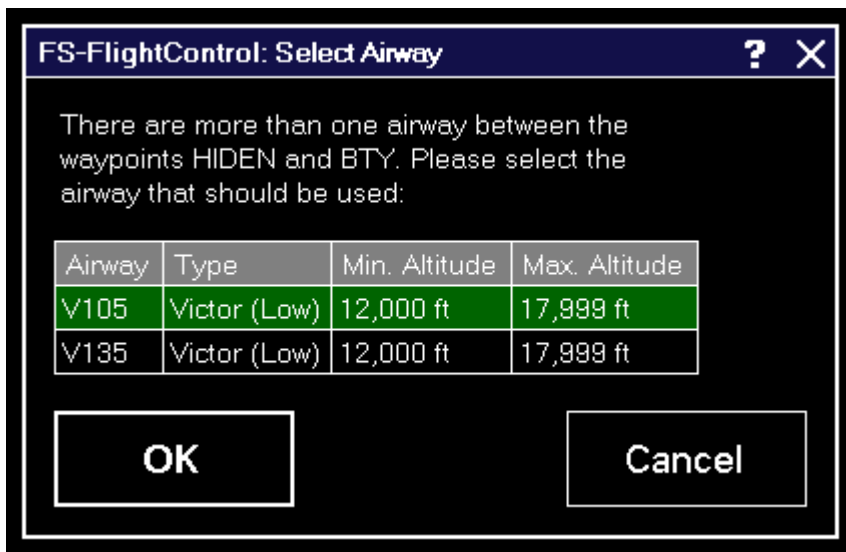 FS-FlightControl: Select Airway ? X
There are more than one airway between the
waypoints HIDEN and BTY. Please select the
airway that should be used:
Airway Type Min. Altitude Max. Altitude
V105 Victor (Low) 12,000 ft 17,999 ft
V135 Victor (Low) 12,000 ft 17,999 ft
OK Cancel